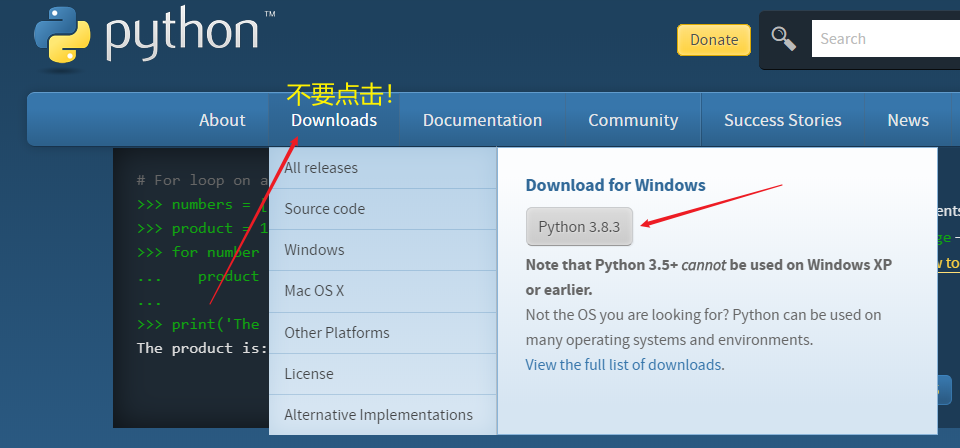 python™
Donate
Search
不要点击！
About
Downloads
Documentation
Community
Success Stories
News
# For loop on a
>>> numbers = [
>>> product = 1
>>> for number
... product
...
>>> print('The
The product is:
All releases
Source code
Windows
Mac OS X
Other Platforms
License
Alternative Implementations
Download for Windows
Python 3.8.3
Note that Python 3.5+ cannot be used on Windows XP
or earlier.
Not the OS you are looking for? Python can be used on
many operating systems and environments.
View the full list of downloads.